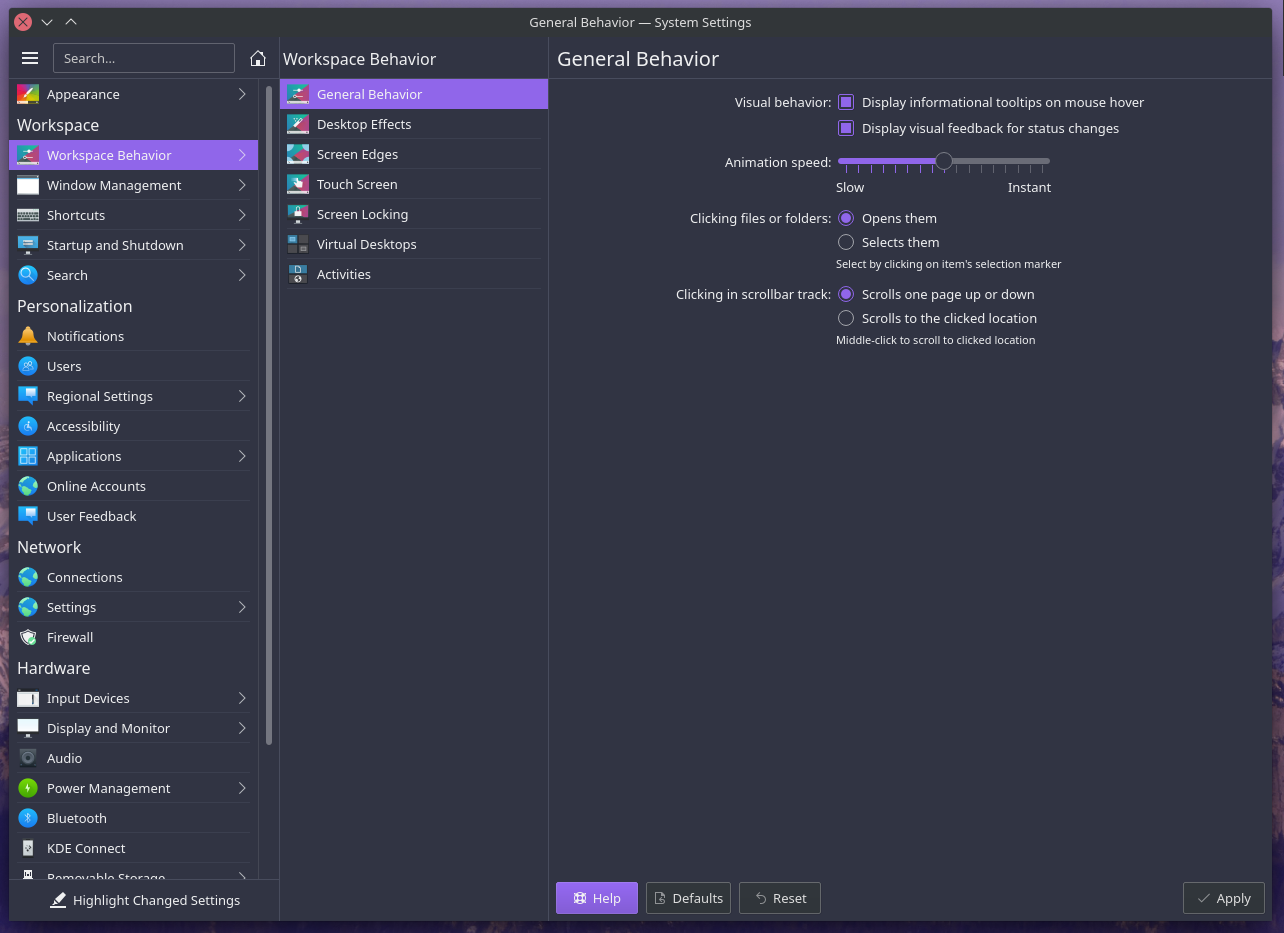 General Behavior — System Settings
Search...
Appearance
Workspace
Workspace Behavior
Window Management
Shortcuts
Startup and Shutdown
Search
Personalization
Notifications
Users
Regional Settings
Accessibility
Applications
Online Accounts
User Feedback
Network
Connections
Settings
Firewall
Hardware
Input Devices
Display and Monitor
Audio
Power Management
Bluetooth
KDE Connect
Removable Storage
Highlight Changed Settings
Workspace Behavior
General Behavior
Desktop Effects
Screen Edges
Touch Screen
Screen Locking
Virtual Desktops
Activities
General Behavior
Visual behavior: Display informational tooltips on mouse hover
Display visual feedback for status changes
Animation speed:
Slow Instant
Clicking files or folders: Opens them
Selects them
Select by clicking on item's selection marker
Clicking in scrollbar track: Scrolls one page up or down
Scrolls to the clicked location
Middle-click to scroll to clicked location
Help Defaults Reset Apply